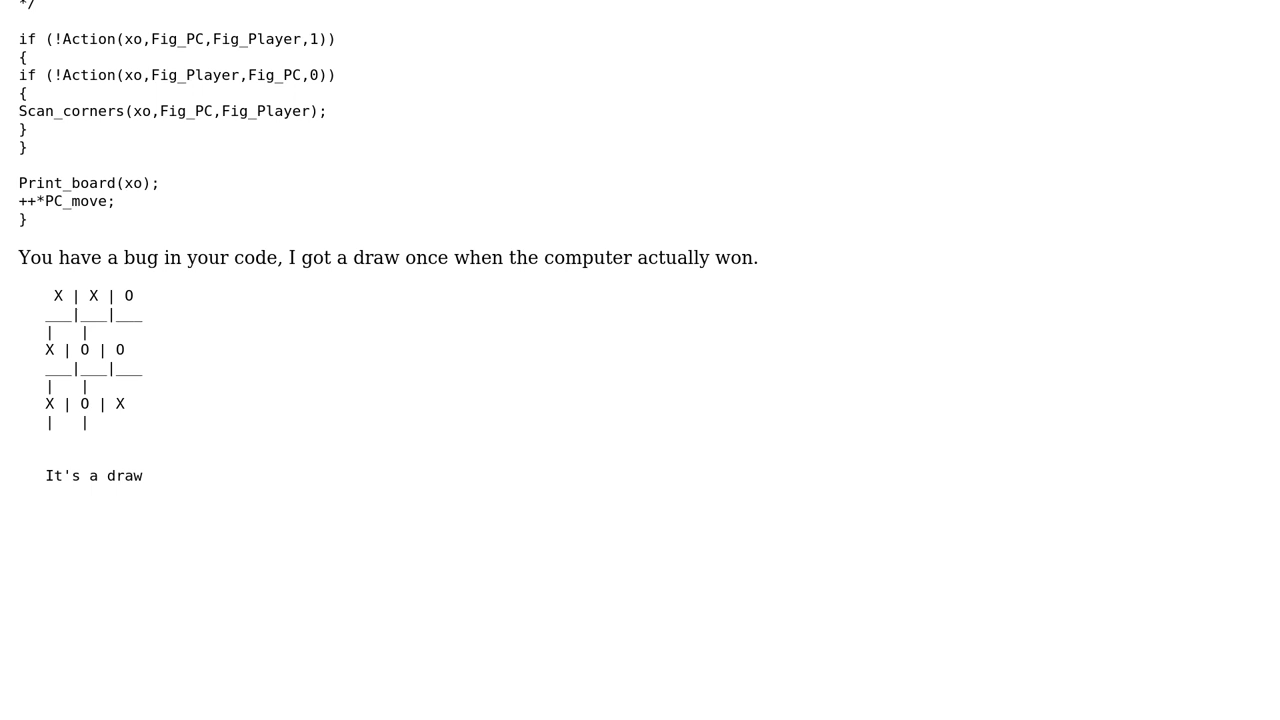 */
if (!Action(xo,Fig_PC,Fig_Player,1))
{
if (!Action(xo,Fig_Player,Fig_PC,0))
{
Scan_corners(xo,Fig_PC,Fig_Player);
}
}
Print_board(xo);
++*PC_move;
}
You have a bug in your code, I got a draw once when the computer actually won.
X | X | O
___|___|___
|   |
X | O | O
___|___|___
|   |
X | O | X
|   |
It's a draw